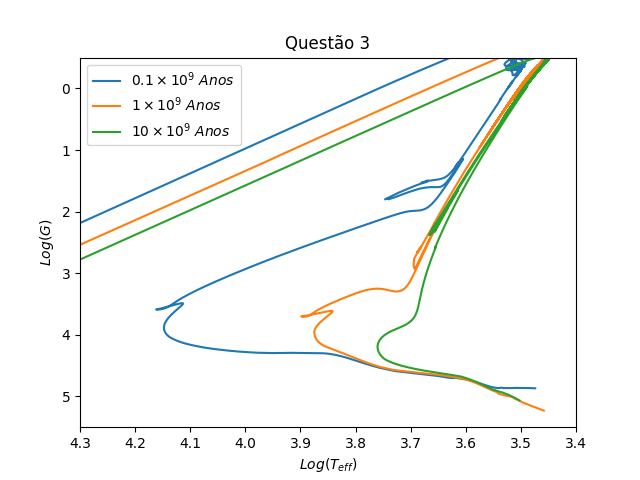 Questão 3
0.1 × 10⁹ Anos
1 × 10⁹ Anos
10 × 10⁹ Anos
0
1
2
3
4
5
Log(G)
4.3 4.2 4.1 4.0 3.9 3.8 3.7 3.6 3.5 3.4
Log(T_eff)